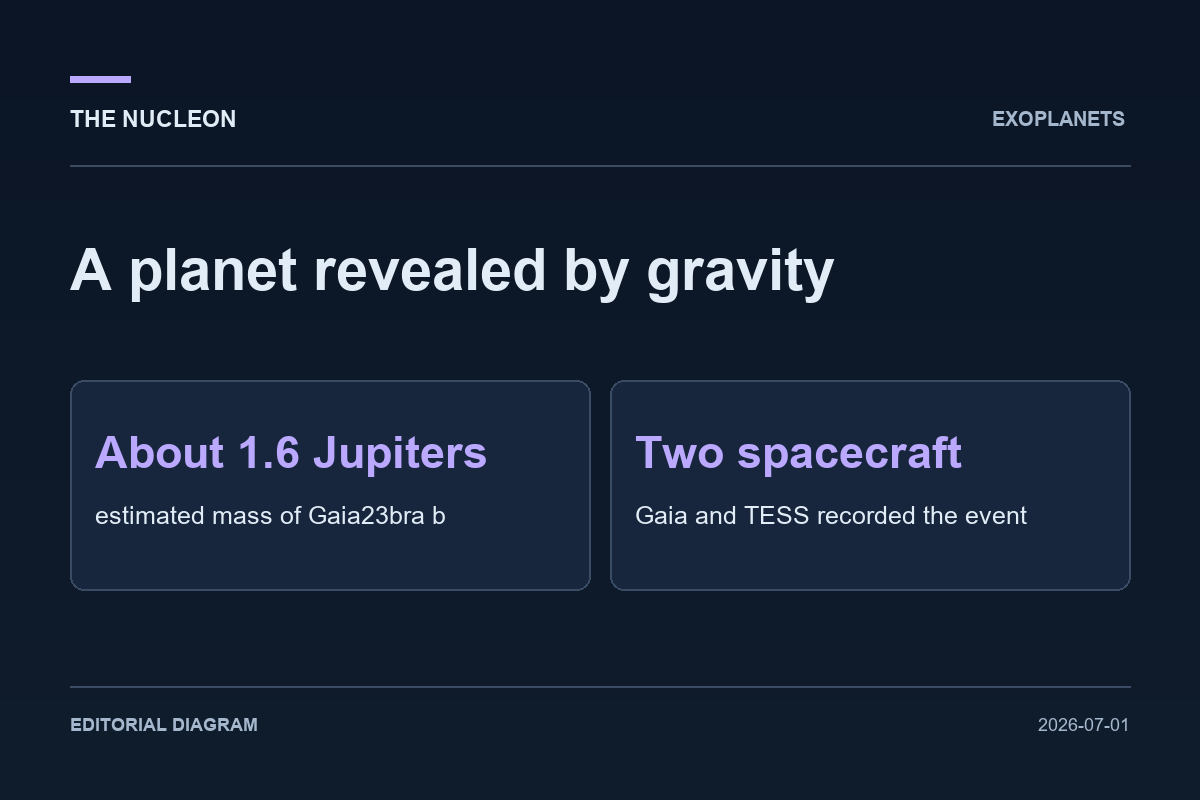 THE NUCLEON
EXOPLANETS
A planet revealed by gravity
About 1.6 Jupiters
estimated mass of Gaia23bra b
Two spacecraft
Gaia and TESS recorded the event
EDITORIAL DIAGRAM
2026-07-01